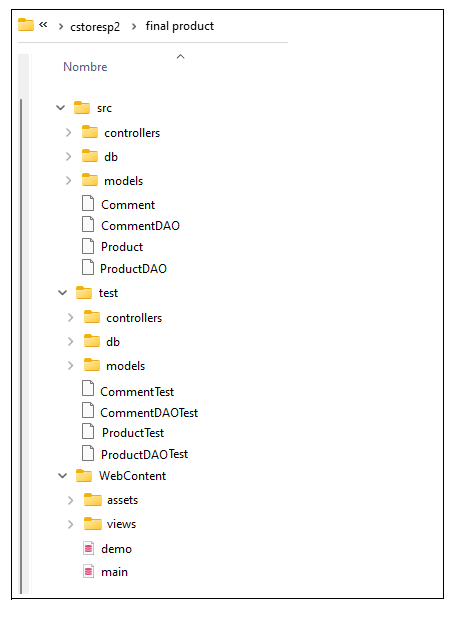 « > cstoresp2 > final product
Nombre
src
controllers
db
models
Comment
CommentDAO
Product
ProductDAO
test
controllers
db
models
CommentTest
CommentDAOTest
ProductTest
ProductDAOTest
WebContent
assets
views
demo
main